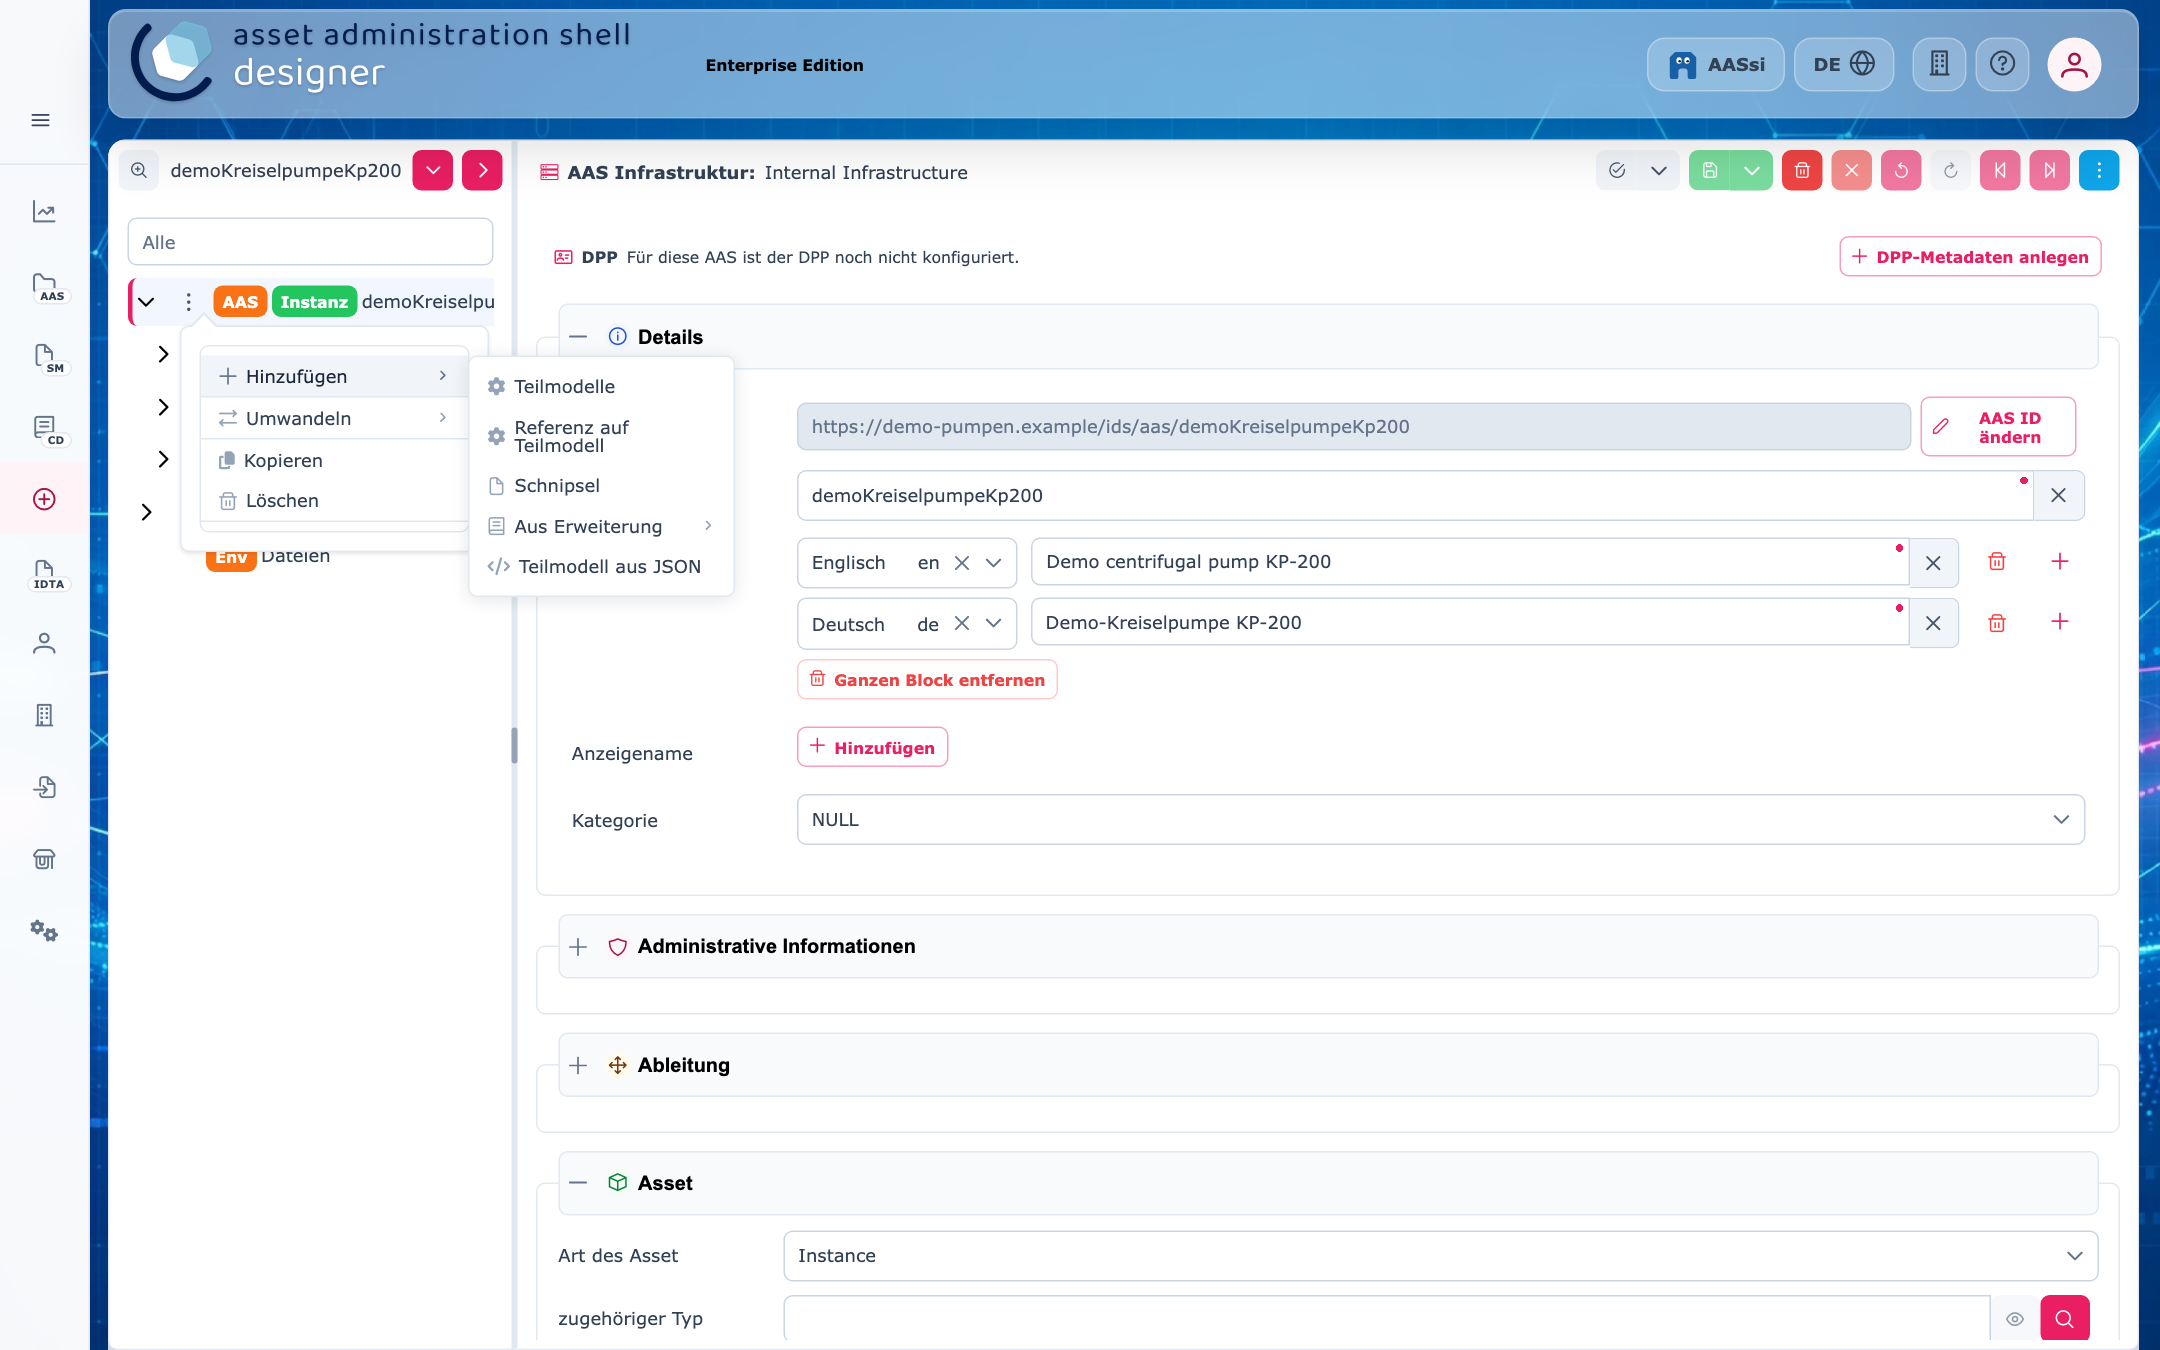 asset administration shell
designer
Enterprise Edition
AASsi
DE
demoKreiselpumpeKp200
AAS Infrastruktur: Internal Infrastructure
Alle
DPP Für diese AAS ist der DPP noch nicht konfiguriert.
DPP-Metadaten anlegen
AAS
SM
CD
IDTA
AAS Instanz demoKreiselpu
Hinzufügen
Umwandeln
Kopieren
Löschen
Env Dateien
Teilmodelle
Referenz auf
Teilmodell
Schnipsel
Aus Erweiterung
Teilmodell aus JSON
Details
https://demo-pumpen.example/ids/aas/demoKreiselpumpeKp200
AAS ID
ändern
demoKreiselpumpeKp200
Englisch en Demo centrifugal pump KP-200
Deutsch de Demo-Kreiselpumpe KP-200
Ganzen Block entfernen
Anzeigename Hinzufügen
Kategorie NULL
Administrative Informationen
Ableitung
Asset
Art des Asset Instance
zugehöriger Typ